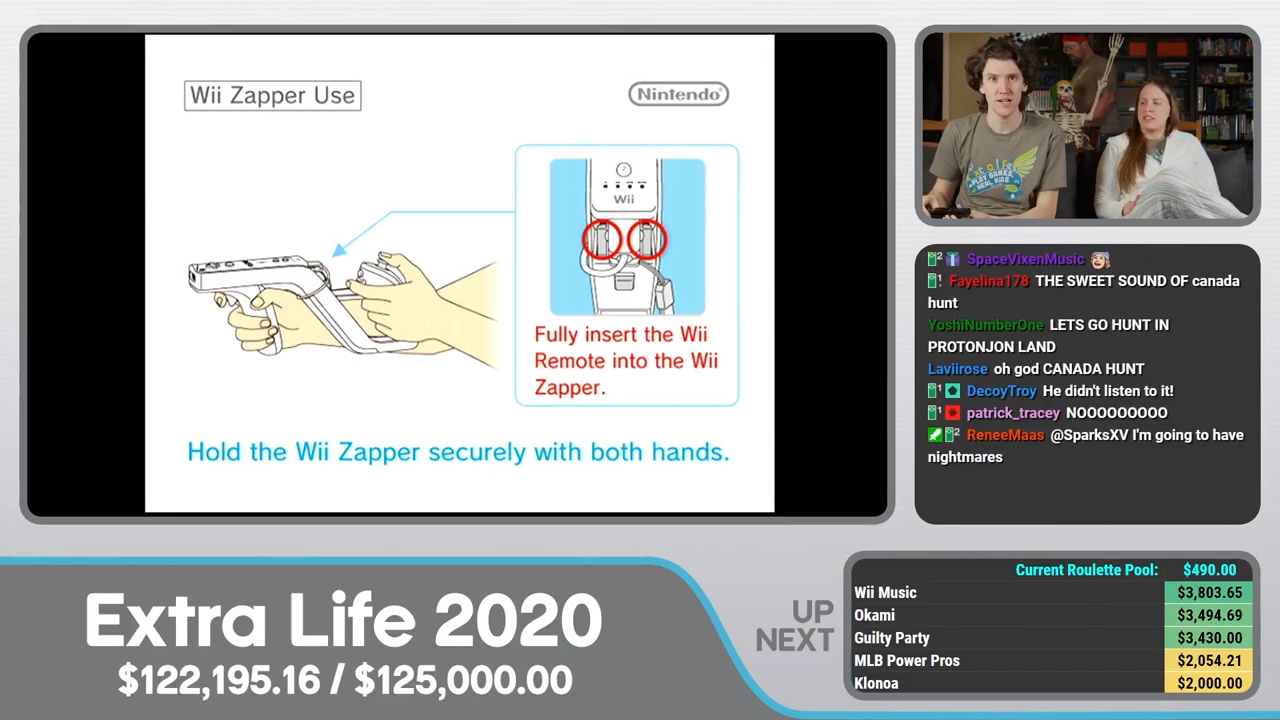 Wii Zapper Use
Nintendo
Wii
Fully insert the Wii
Remote into the Wii
Zapper.
Hold the Wii Zapper securely with both hands.
PLAY GAMES
HEAL KIDS
SpaceVixenMusic
Fayelina178 THE SWEET SOUND OF canada
hunt
YoshiNumberOne LETS GO HUNT IN
PROTONJON LAND
Laviirose oh god CANADA HUNT
DecoyTroy He didn't listen to it!
patrick_tracey NOOOOOOOOO
ReneeMaas @SparksXV I'm going to have
nightmares
Extra Life 2020
$122,195.16 / $125,000.00
UP
NEXT
Current Roulette Pool: $490.00
Wii Music $3,803.65
Okami $3,494.69
Guilty Party $3,430.00
MLB Power Pros $2,054.21
Klonoa $2,000.00